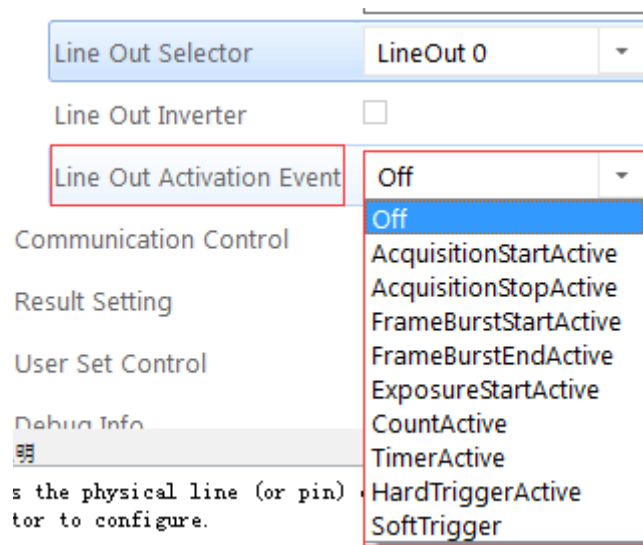 Line Out Selector LineOut 0
Line Out Inverter
Line Out Activation Event Off
Off
AcquisitionStartActive
AcquisitionStopActive
FrameBurstStartActive
FrameBurstEndActive
ExposureStartActive
CountActive
TimerActive
HardTriggerActive
SoftTrigger
Communication Control
Result Setting
User Set Control
Debug Info
明
s the physical line (or pin)
tor to configure.